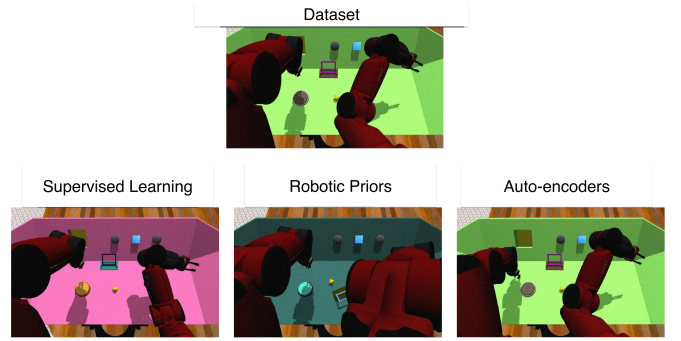 Dataset
Supervised Learning
Robotic Priors
Auto-encoders